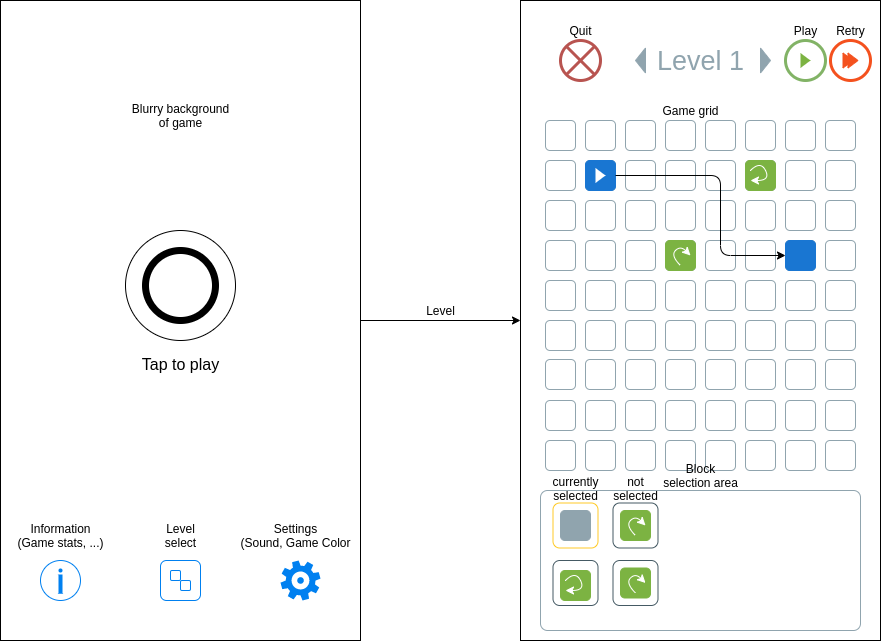 Blurry background
of game
Tap to play
Information
(Game stats, ...)
Level
select
Settings
(Sound, Game Color
Level
Quit
Level 1
Play
Retry
Game grid
Block
selection area
currently
selected
not
selected